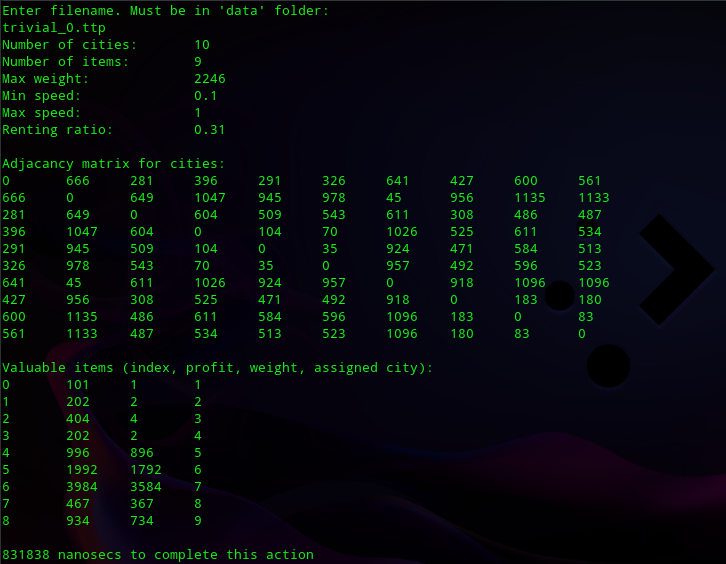 Enter filename. Must be in 'data' folder:
trivial_0.ttp
Number of cities: 10
Number of items: 9
Max weight: 2246
Min speed: 0.1
Max speed: 1
Renting ratio: 0.31
Adjacancy matrix for cities:
0 666 281 396 291 326 641 427 600 561
666 0 649 1047 945 978 45 956 1135 1133
281 649 0 604 509 543 611 308 486 487
396 1047 604 0 104 70 1026 525 611 534
291 945 509 104 0 35 924 471 584 513
326 978 543 70 35 0 957 492 596 523
641 45 611 1026 924 957 0 918 1096 1096
427 956 308 525 471 492 918 0 183 180
600 1135 486 611 584 596 1096 183 0 83
561 1133 487 534 513 523 1096 180 83 0
Valuable items (index, profit, weight, assigned city):
0 101 1 1
1 202 2 2
2 404 4 3
3 202 2 4
4 996 896 5
5 1992 1792 6
6 3984 3584 7
7 467 367 8
8 934 734 9
831838 nanosecs to complete this action